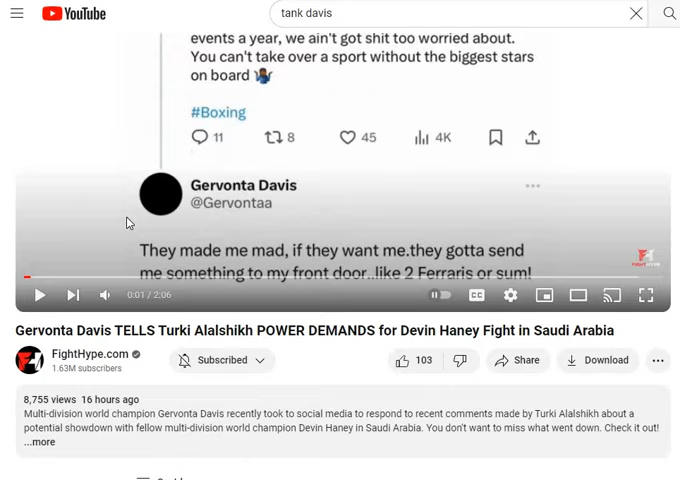 YouTube
tank davis
events a year, we ain't got shit too worried about.
You can't take over a sport without the biggest stars
on board 🤷🏾‍♂️
#Boxing
11 8 45 4K
Gervonta Davis
@Gervontaa
They made me mad, if they want me.they gotta send
me something to my front door..like 2 Ferraris or sum!
0:01 / 2:06 CC
Gervonta Davis TELLS Turki Alalshikh POWER DEMANDS for Devin Haney Fight in Saudi Arabia
FightHype.com
1.63M subscribers
Subscribed
103
Share
Download
8,755 views 16 hours ago
Multi-division world champion Gervonta Davis recently took to social media to respond to recent comments made by Turki Alalshikh about a
potential showdown with fellow multi-division world champion Devin Haney in Saudi Arabia. You don't want to miss what went down. Check it out!
...more